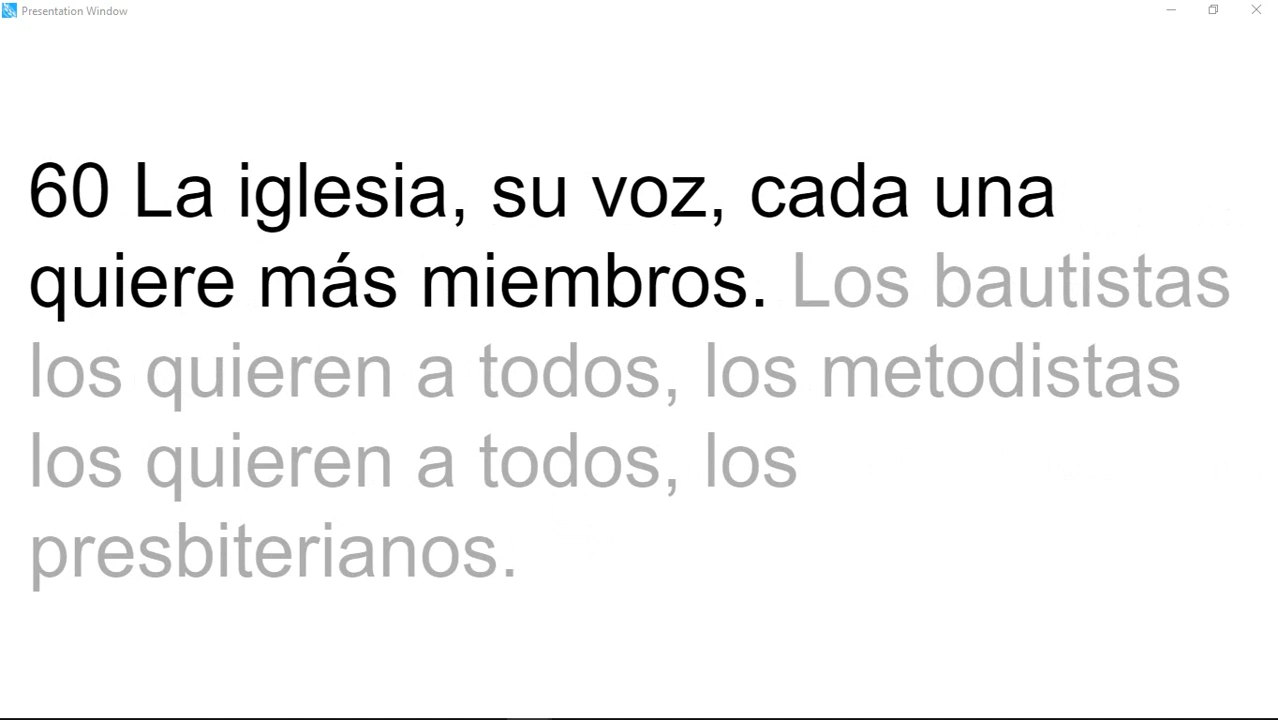 Presentation Window
60 La iglesia, su voz, cada una
quiere más miembros. Los bautistas
los quieren a todos, los metodistas
los quieren a todos, los
presbiterianos.